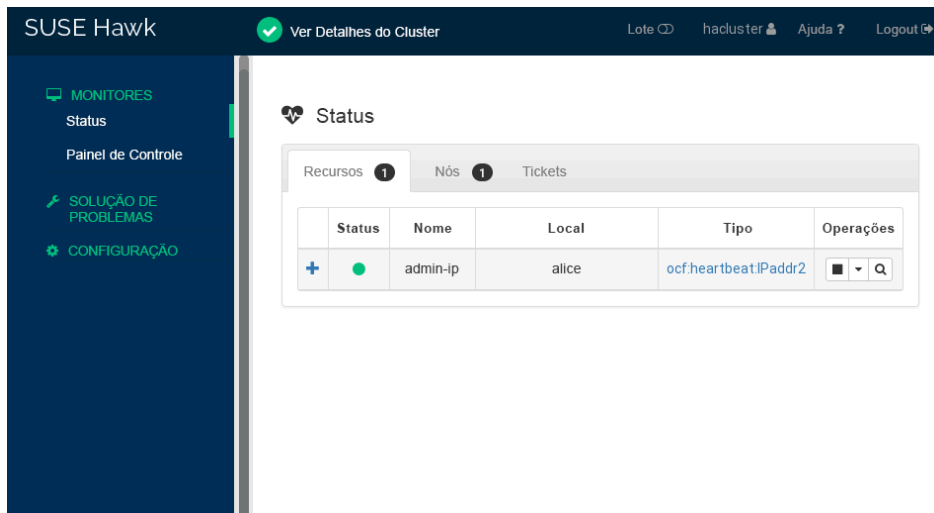 SUSE Hawk
Ver Detalhes do Cluster
Lote
hacluster
Ajuda ?
Logout
MONITORES
Status
Painel de Controle
SOLUÇÃO DE
PROBLEMAS
CONFIGURAÇÃO
Status
Recursos 1
Nós 1
Tickets
Status Nome Local Tipo Operações
admin-ip alice ocf:heartbeat:IPaddr2